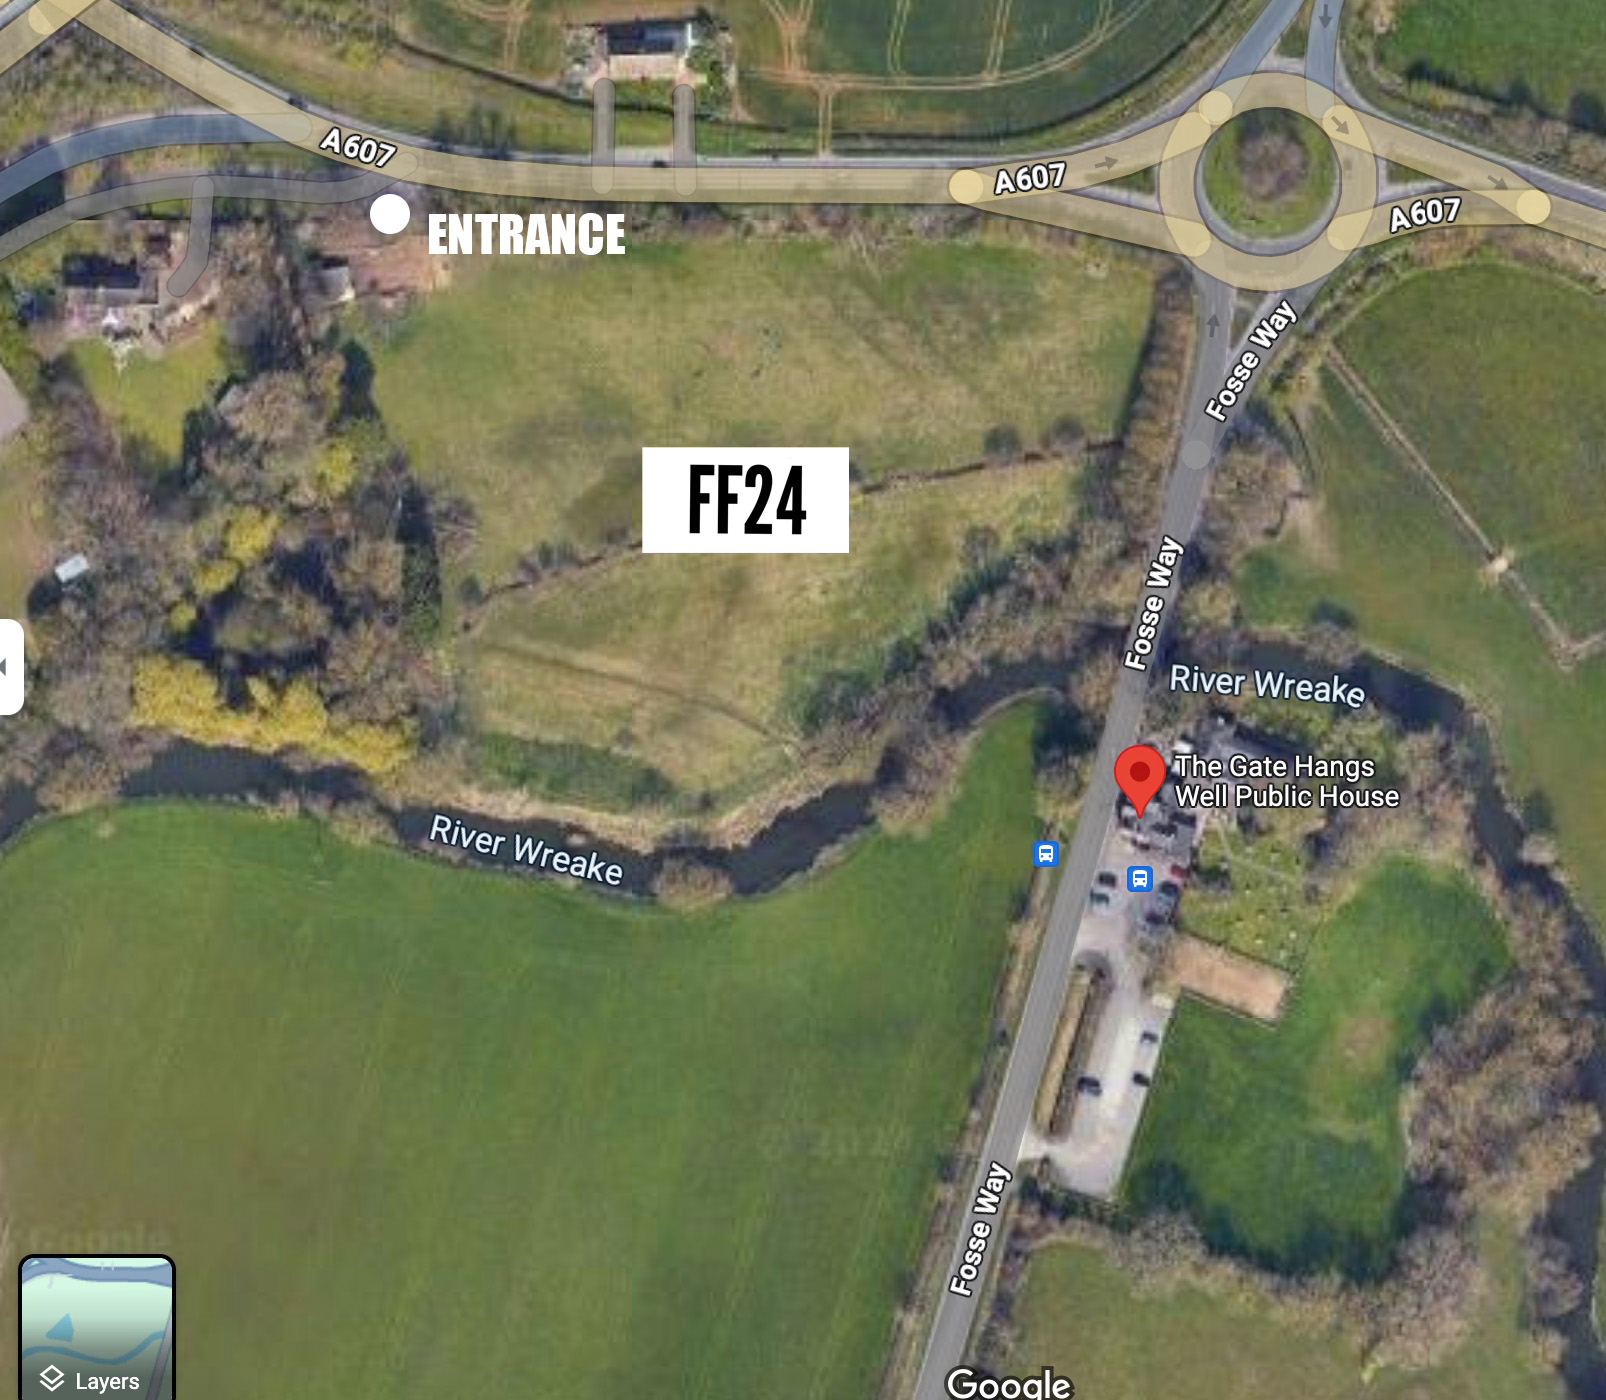 A607
A607
A607
ENTRANCE
Fosse Way
FF24
Fosse Way
River Wreake
The Gate Hangs
Well Public House
River Wreake
Fosse Way
Google
Layers
Google